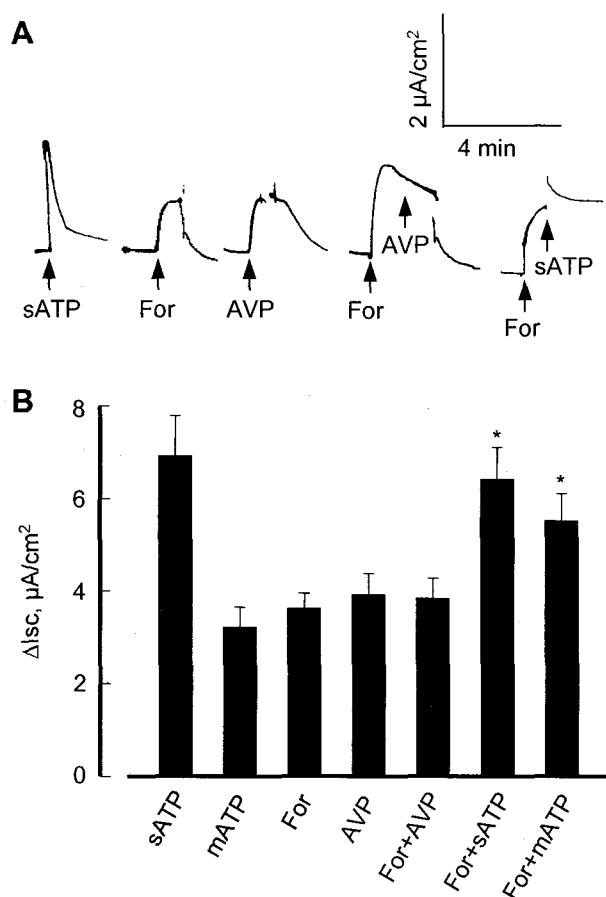 A
2 µA/cm²
4 min
sATP
For
AVP
For
AVP
For
sATP
B
ΔIsc, µA/cm²
8
6
4
2
0
*
*
sATP
mATP
For
AVP
For+AVP
For+sATP
For+mATP